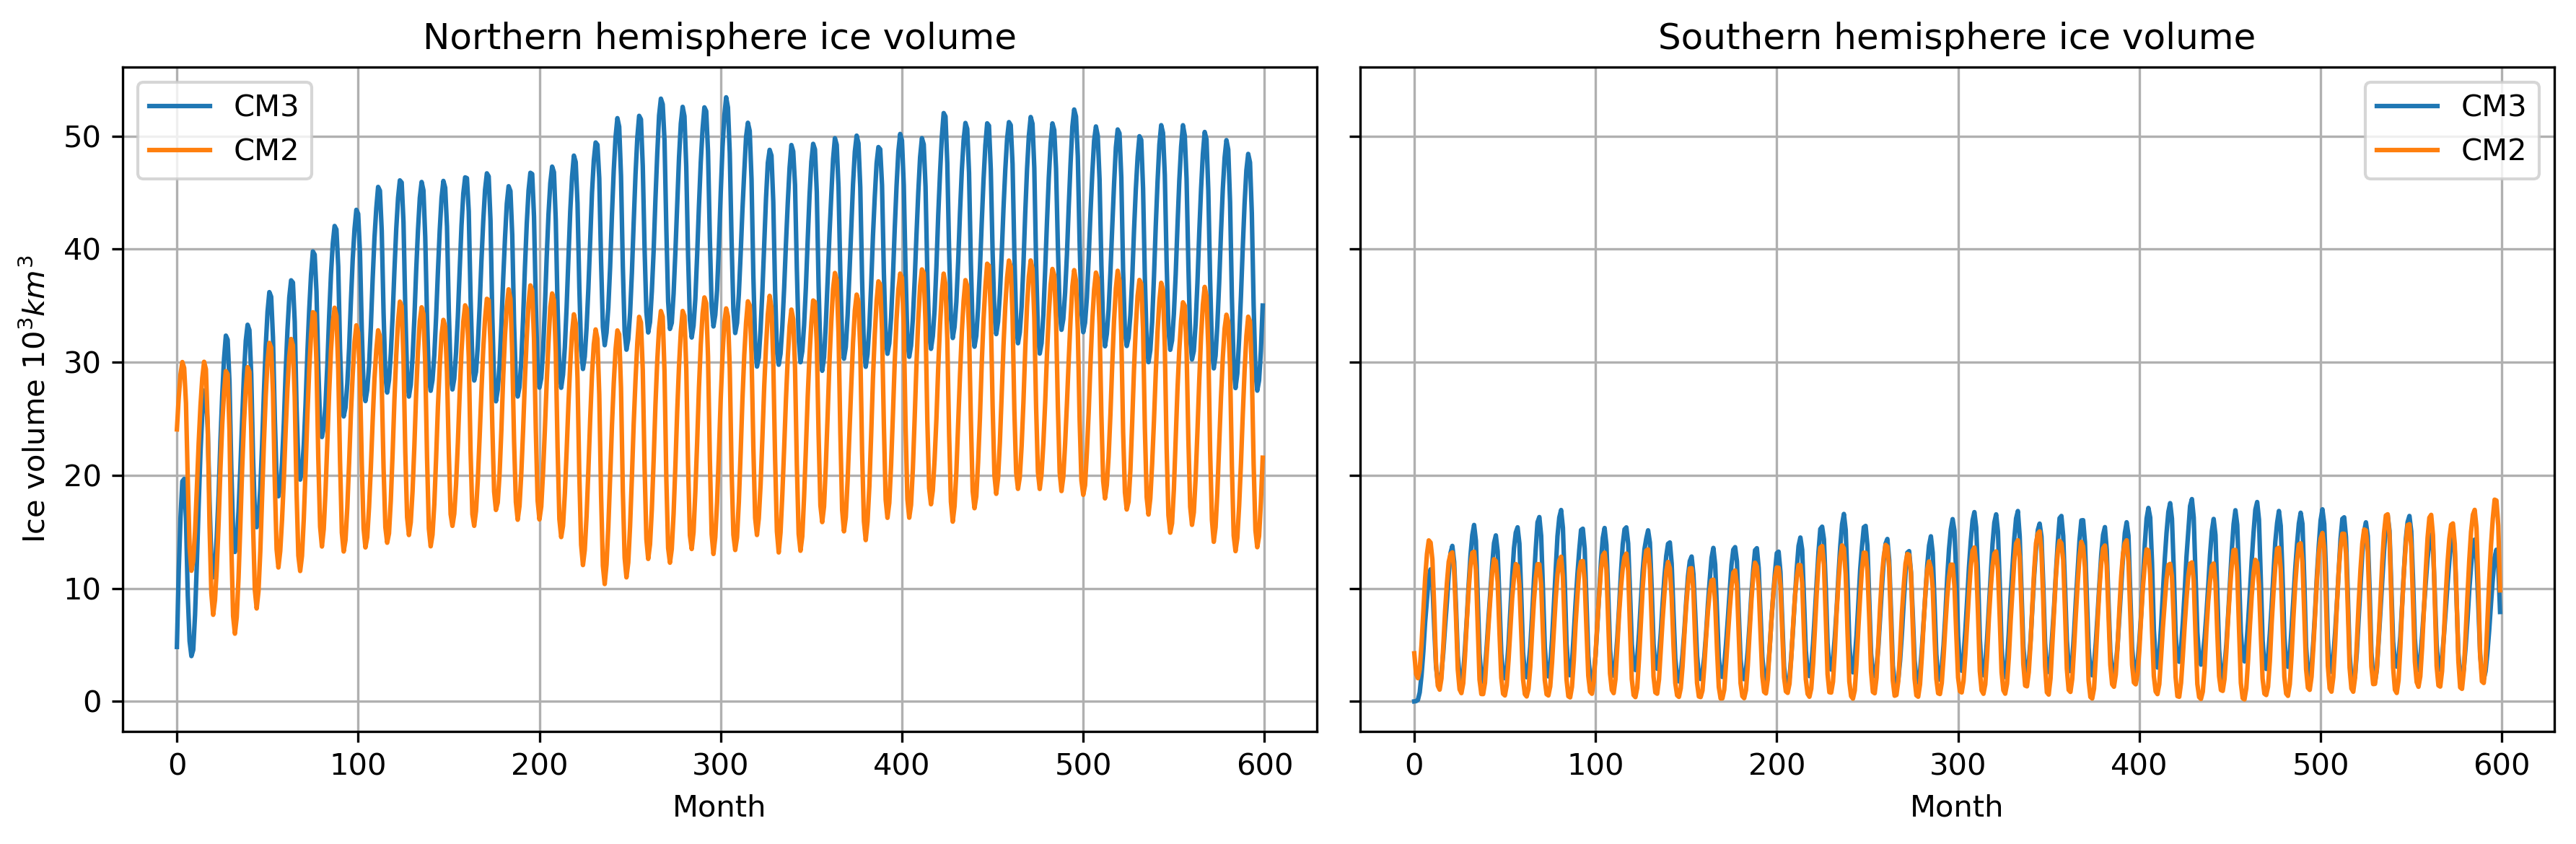 Northern hemisphere ice volume
Ice volume 10³km³
50
40
30
20
10
0
CM3
CM2
0 100 200 300 400 500 600
Month
Southern hemisphere ice volume
CM3
CM2
0 100 200 300 400 500 600
Month